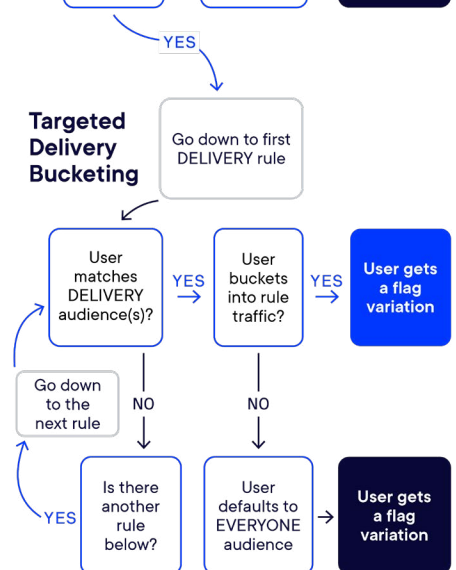 YES
Targeted
Delivery
Bucketing
Go down to first
DELIVERY rule
User
matches
DELIVERY
audience(s)?
YES
User
buckets
into rule
traffic?
YES
User gets
a flag
variation
Go down
to the
next rule
NO
NO
YES
Is there
another
rule
below?
User
defaults to
EVERYONE
audience
User gets
a flag
variation